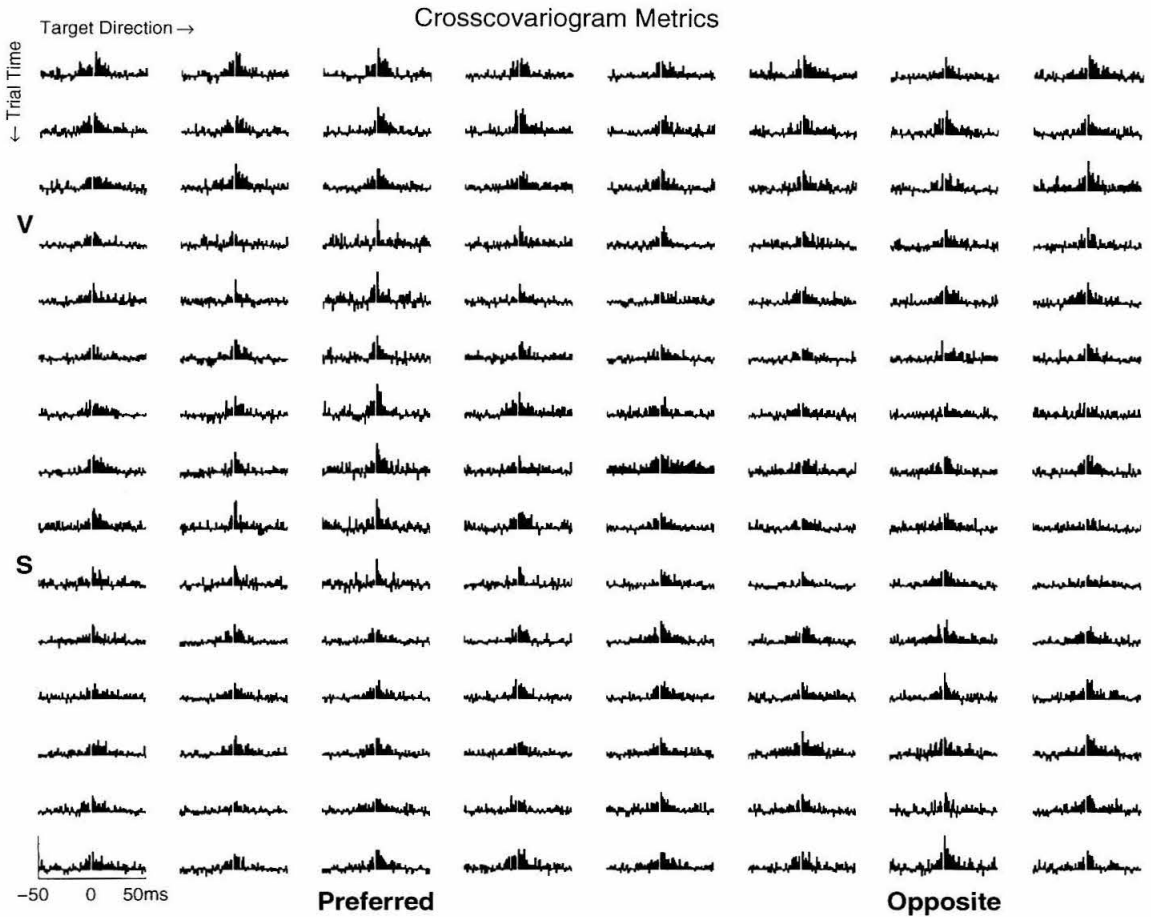 Crosscovariogram Metrics
Target Direction →
← Trial Time
V
S
−50 0 50ms
Preferred Opposite